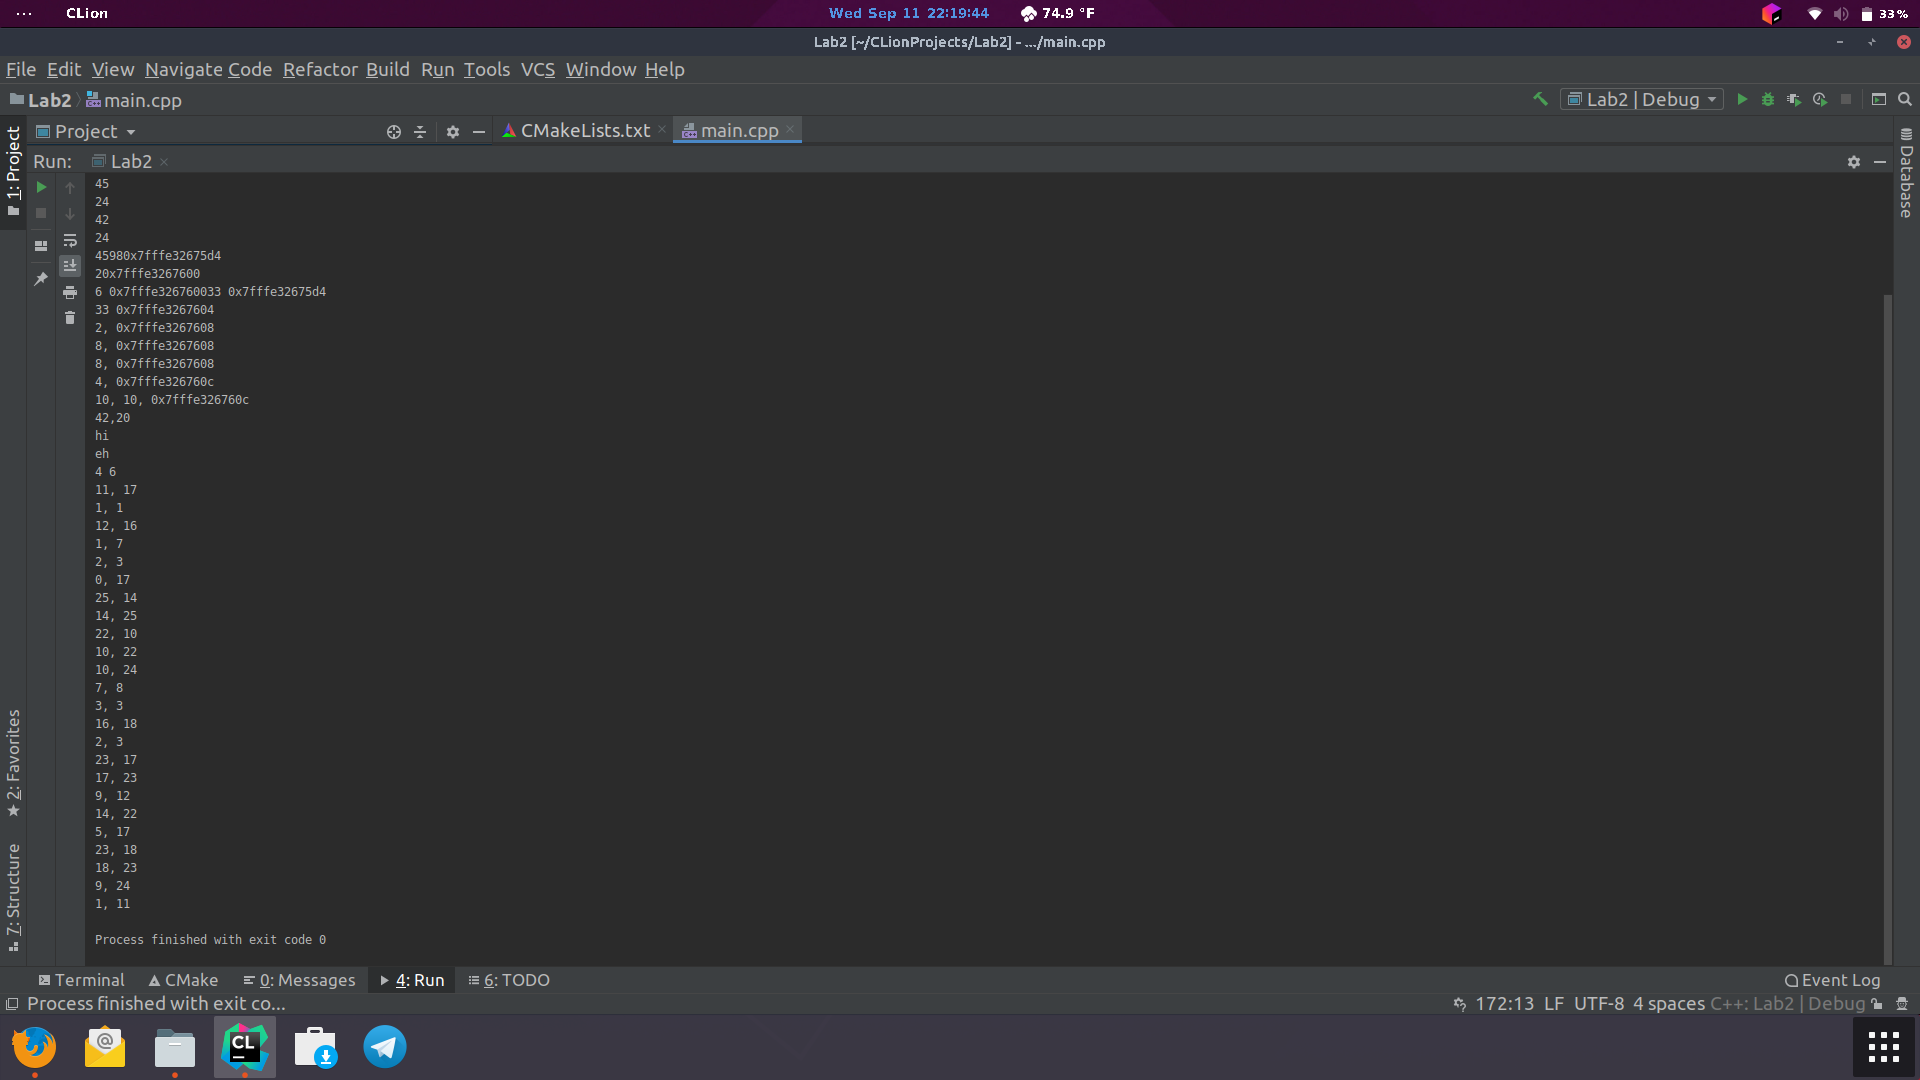 CLion
Wed Sep 11 22:19:44
74.9 °F
33%
Lab2 [~/CLionProjects/Lab2] - .../main.cpp
File Edit View Navigate Code Refactor Build Run Tools VCS Window Help
Lab2 main.cpp
Lab2 | Debug
1: Project
Project
CMakeLists.txt
main.cpp
Database
Run: Lab2
45
24
42
24
45980x7fffe32675d4
20x7fffe3267600
6 0x7fffe326760033 0x7fffe32675d4
33 0x7fffe3267604
2, 0x7fffe3267608
8, 0x7fffe3267608
8, 0x7fffe3267608
4, 0x7fffe326760c
10, 10, 0x7fffe326760c
42,20
hi
eh
4 6
11, 17
1, 1
12, 16
1, 7
2, 3
0, 17
25, 14
14, 25
22, 10
10, 22
10, 24
7, 8
3, 3
16, 18
2, 3
23, 17
17, 23
9, 12
14, 22
5, 17
23, 18
18, 23
9, 24
1, 11
Process finished with exit code 0
2: Favorites
7: Structure
Terminal CMake 0: Messages 4: Run 6: TODO Event Log
Process finished with exit co... 172:13 LF UTF-8 4 spaces C++: Lab2 | Debug
CL